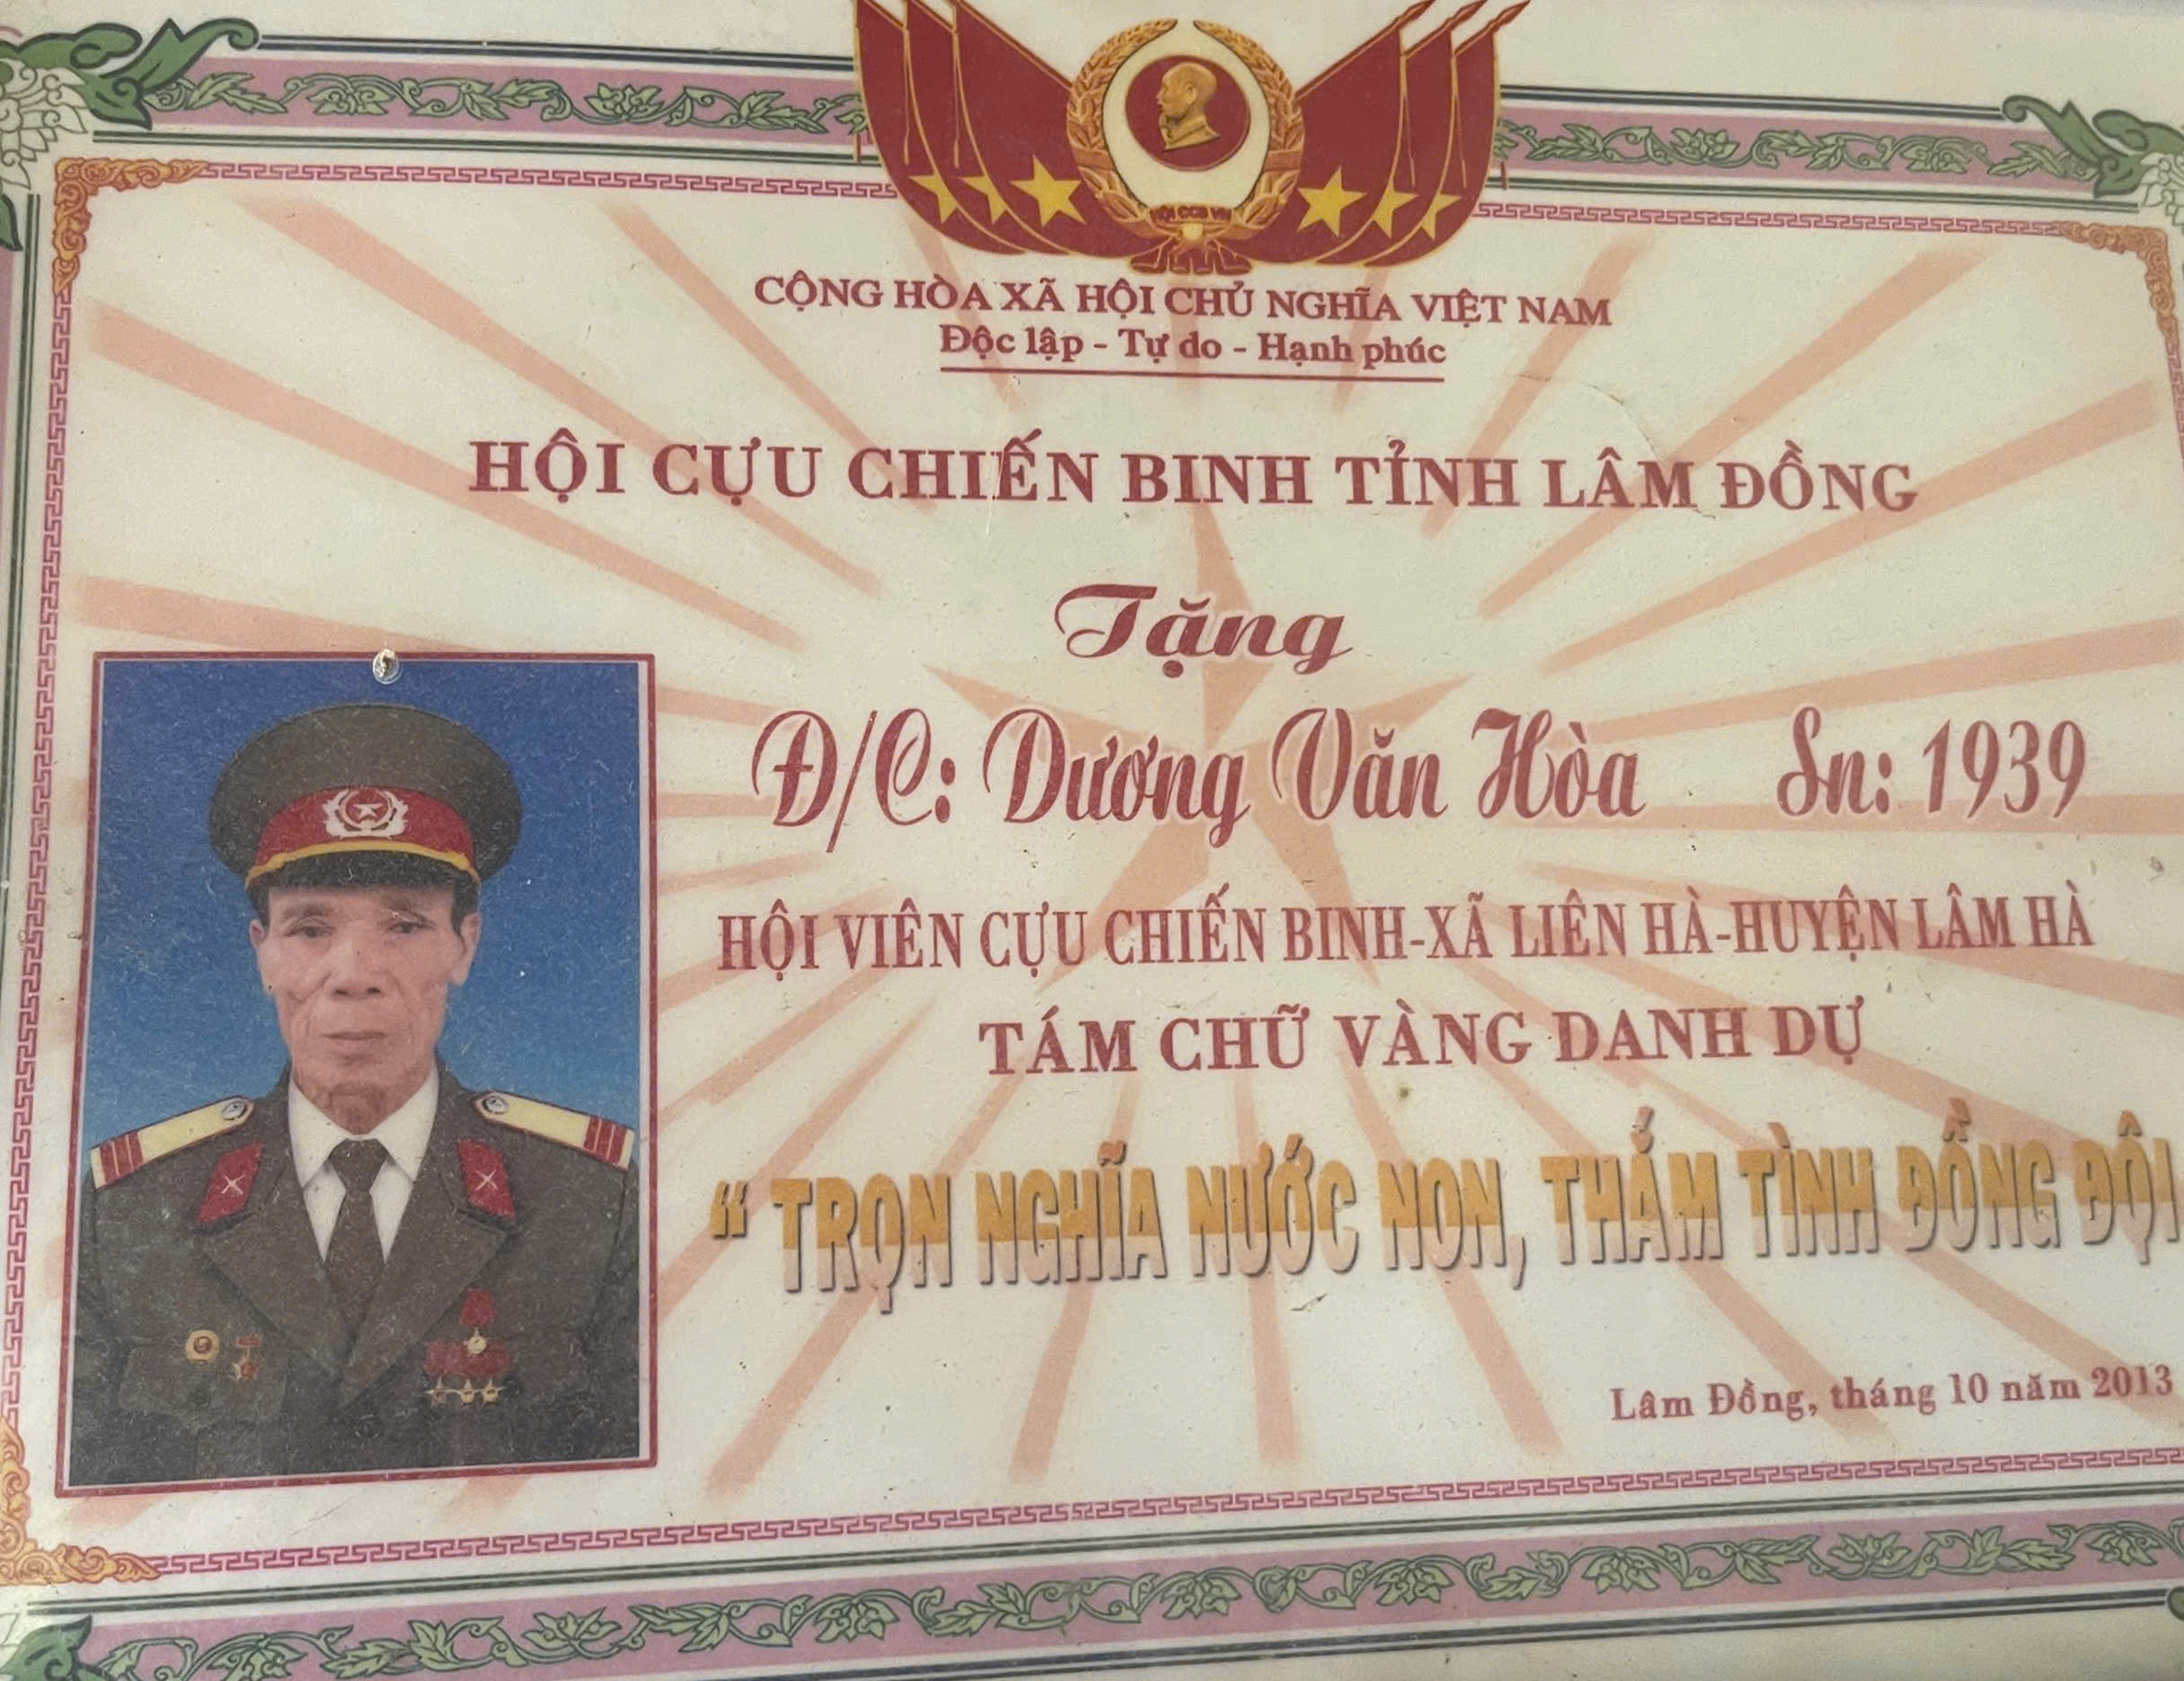 HỘI CCB VN
CỘNG HÒA XÃ HỘI CHỦ NGHĨA VIỆT NAM
Độc lập - Tự do - Hạnh phúc
HỘI CỰU CHIẾN BINH TỈNH LÂM ĐỒNG
Tặng
Đ/C: Dương Văn Hòa Sn: 1939
HỘI VIÊN CỰU CHIẾN BINH-XÃ LIÊN HÀ-HUYỆN LÂM HÀ
TÁM CHỮ VÀNG DANH DỰ
“ TRỌN NGHĨA NƯỚC NON, THẮM TÌNH ĐỒNG ĐỘI
Lâm Đồng, tháng 10 năm 2013